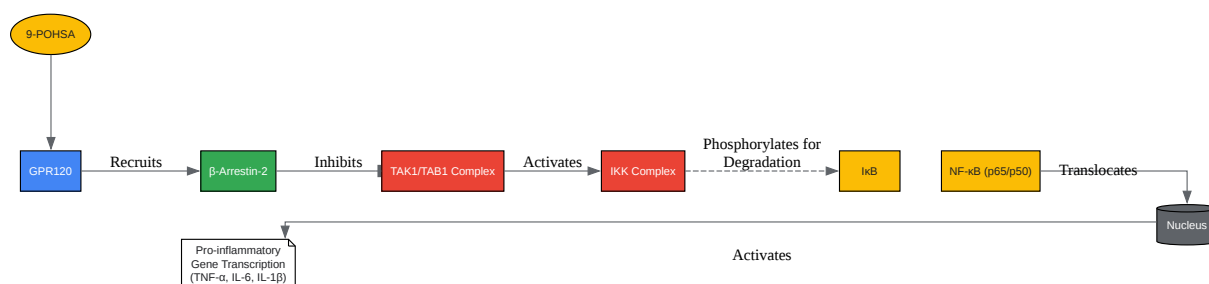 9-POHSA
GPR120
Recruits
β-Arrestin-2
Inhibits
TAK1/TAB1 Complex
Activates
IKK Complex
Phosphorylates for
Degradation
IκB
NF-κB (p65/p50)
Translocates
Nucleus
Activates
Pro-inflammatory
Gene Transcription
(TNF-α, IL-6, IL-1β)